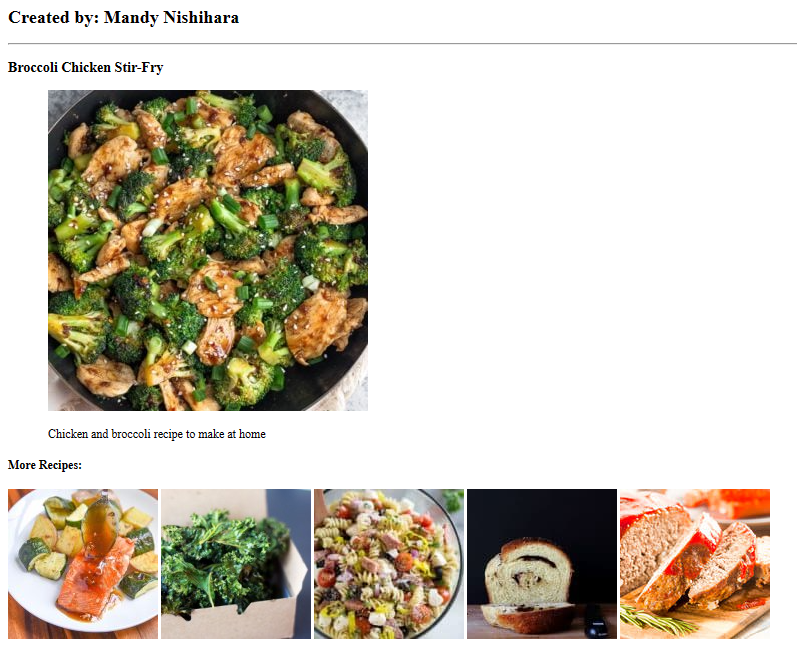 Created by: Mandy Nishihara
Broccoli Chicken Stir-Fry
Chicken and broccoli recipe to make at home
More Recipes: